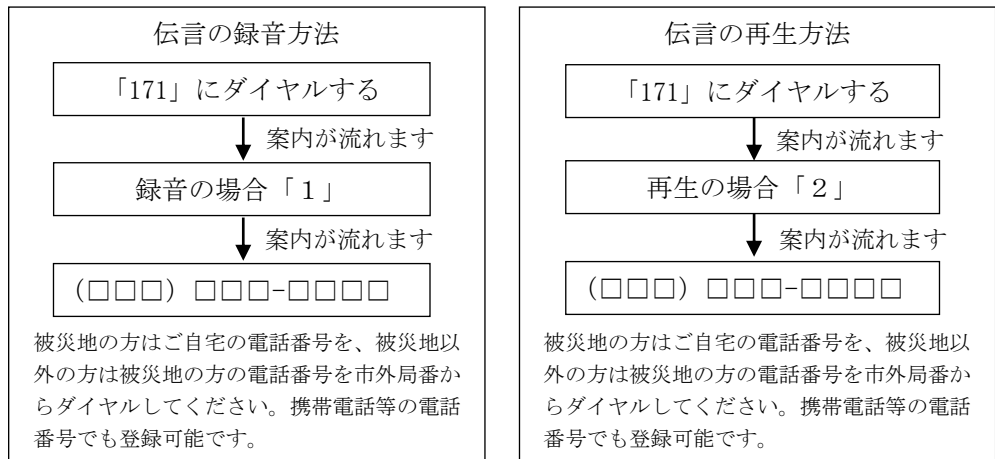 伝言の録音方法
「171」にダイヤルする
案内が流れます
録音の場合「１」
案内が流れます
(□□□) □□□-□□□□
被災地の方はご自宅の電話番号を、被災地以
外の方は被災地の方の電話番号を市外局番か
らダイヤルしてください。携帯電話等の電話
番号でも登録可能です。
伝言の再生方法
「171」にダイヤルする
案内が流れます
再生の場合「２」
案内が流れます
(□□□) □□□-□□□□
被災地の方はご自宅の電話番号を、被災地以
外の方は被災地の方の電話番号を市外局番か
らダイヤルしてください。携帯電話等の電話
番号でも登録可能です。